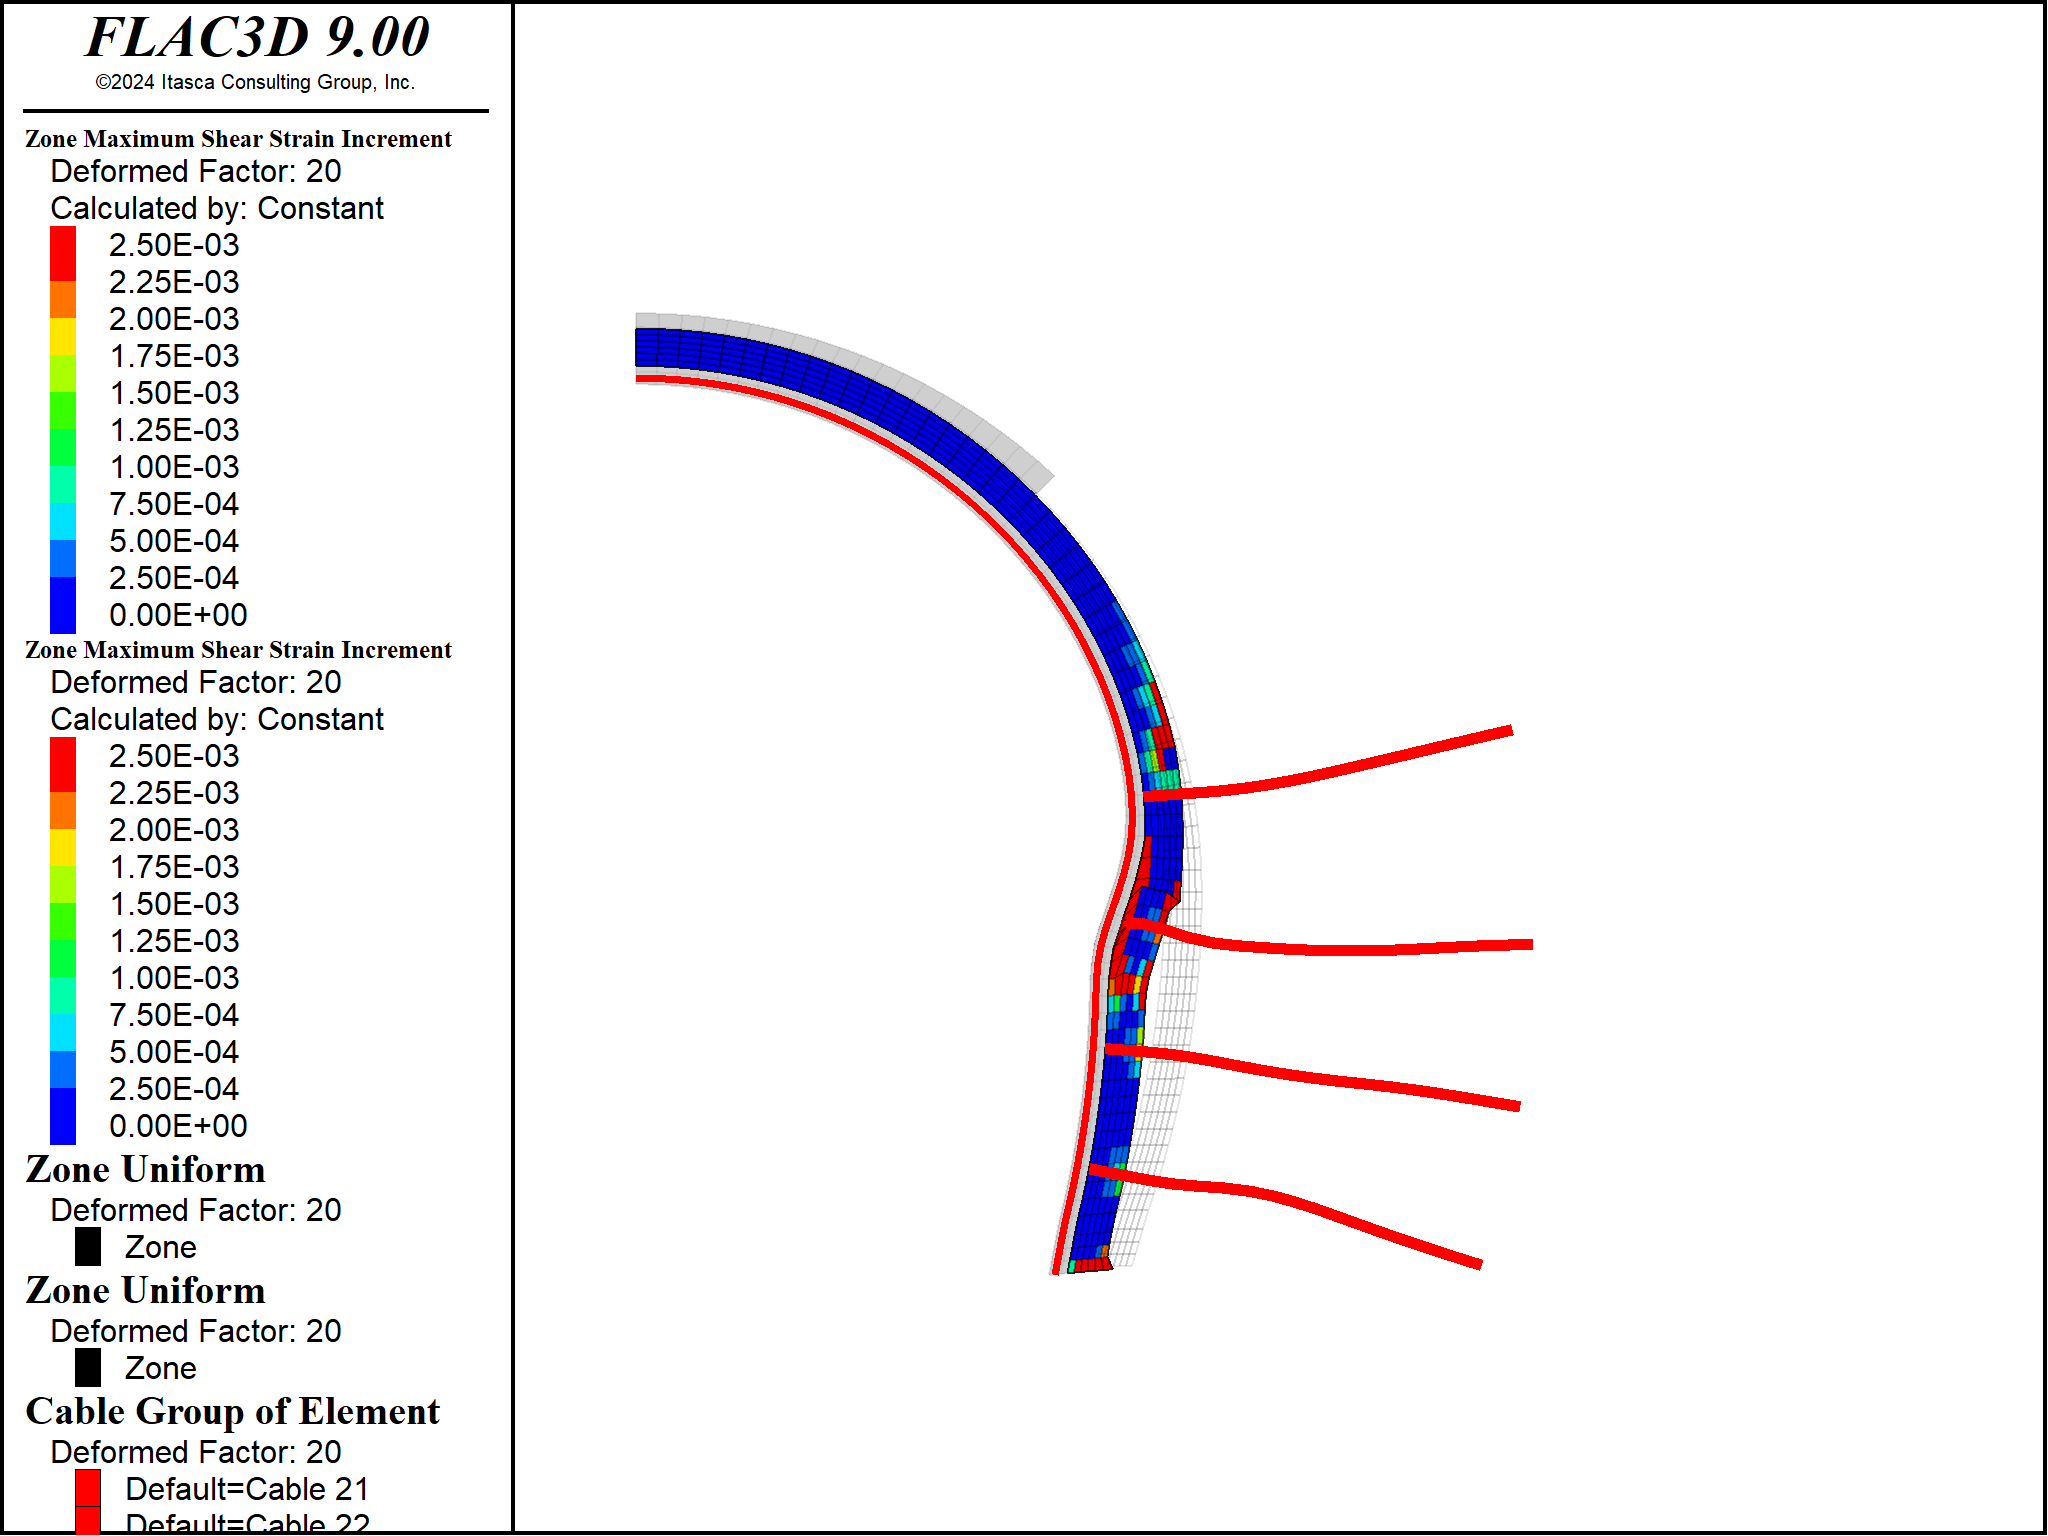 FLAC3D 9.00
©2024 Itasca Consulting Group, Inc.
Zone Maximum Shear Strain Increment
Deformed Factor: 20
Calculated by: Constant
2.50E-03
2.25E-03
2.00E-03
1.75E-03
1.50E-03
1.25E-03
1.00E-03
7.50E-04
5.00E-04
2.50E-04
0.00E+00
Zone Maximum Shear Strain Increment
Deformed Factor: 20
Calculated by: Constant
2.50E-03
2.25E-03
2.00E-03
1.75E-03
1.50E-03
1.25E-03
1.00E-03
7.50E-04
5.00E-04
2.50E-04
0.00E+00
Zone Uniform
Deformed Factor: 20
Zone
Zone Uniform
Deformed Factor: 20
Zone
Cable Group of Element
Deformed Factor: 20
Default=Cable 21
Default=Cable 22